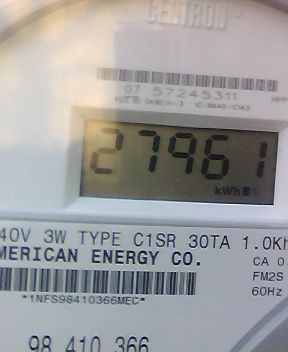 CENTRON®
07 57245311
27961
kWh
40V 3W TYPE C1SR 30TA 1.0Kh
MERICAN ENERGY CO.
CA 0
FM2S
*1NFS98410366MEC*
60Hz
98 410 366